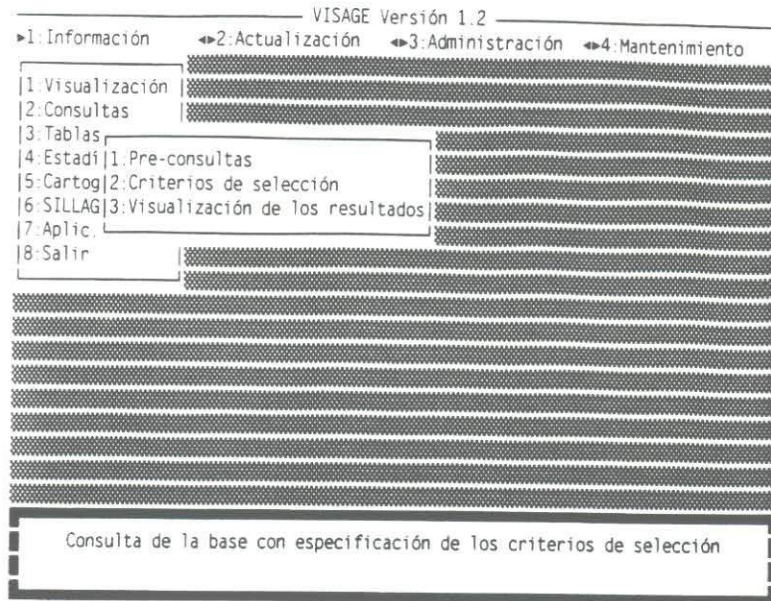 VISAGE Versión 1.2
►1:Información ◄►2:Actualización ◄►3:Administración ◄►4:Mantenimiento
1:Visualización
2:Consultas
3:Tablas
4:Estadí 1:Pre-consultas
5:Cartog 2:Criterios de selección
6:SILLAG 3:Visualización de los resultados
7:Aplic.
8:Salir
Consulta de la base con especificación de los criterios de selección